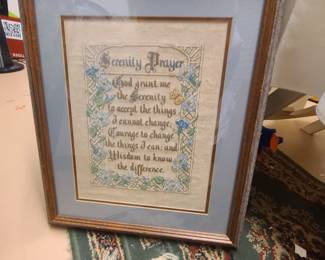 Serenity Prayer
God grant me
the Serenity
to accept the things
I cannot change,
Courage to change
the things I can; and
Wisdom to know
the difference.